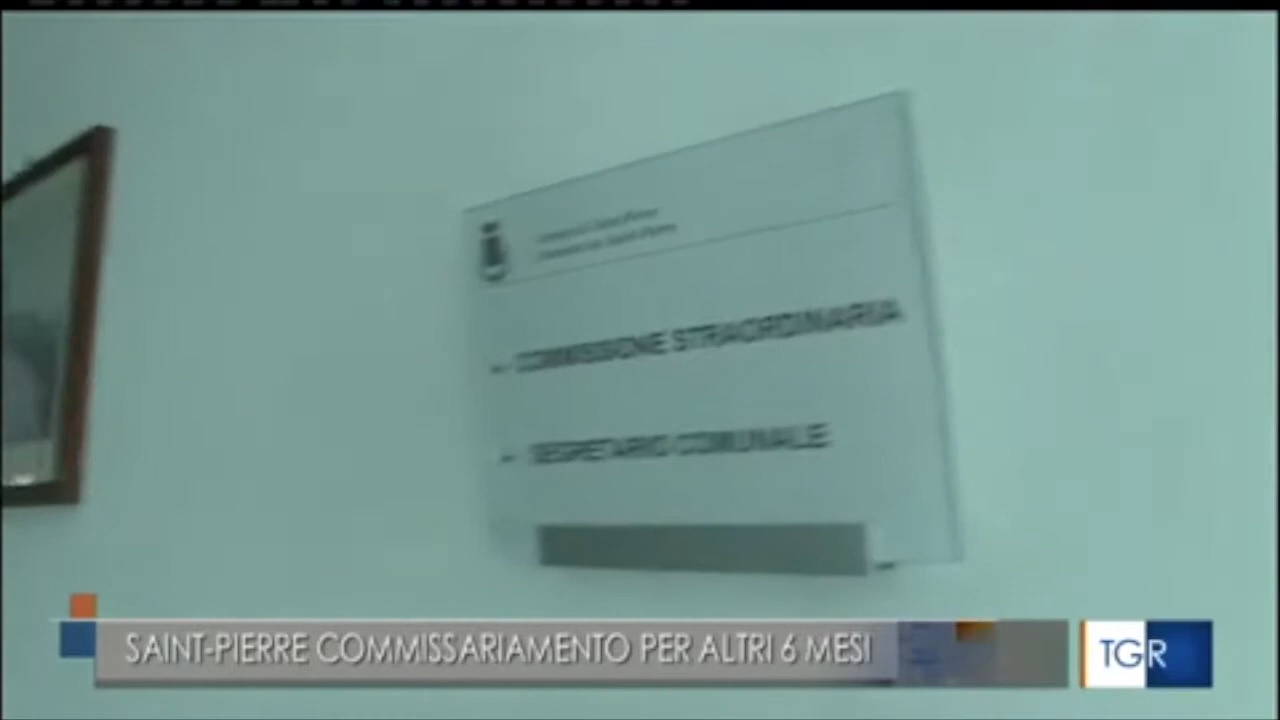 COMMISSIONE STRAORDINARIA
SEGRETARIO COMUNALE
SAINT-PIERRE COMMISSARIAMENTO PER ALTRI 6 MESI
TGR